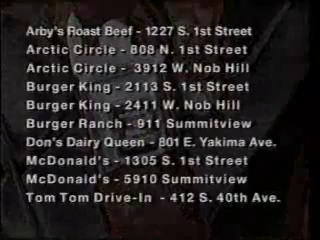 Arby's Roast Beef - 1227 S. 1st Street
Arctic Circle - 808 N. 1st Street
Arctic Circle - 3912 W. Nob Hill
Burger King - 2113 S. 1st Street
Burger King - 2411 W. Nob Hill
Burger Ranch - 911 Summitview
Don's Dairy Queen - 801 E. Yakima Ave.
McDonald's - 1305 S. 1st Street
McDonald's - 5910 Summitview
Tom Tom Drive-In - 412 S. 40th Ave.